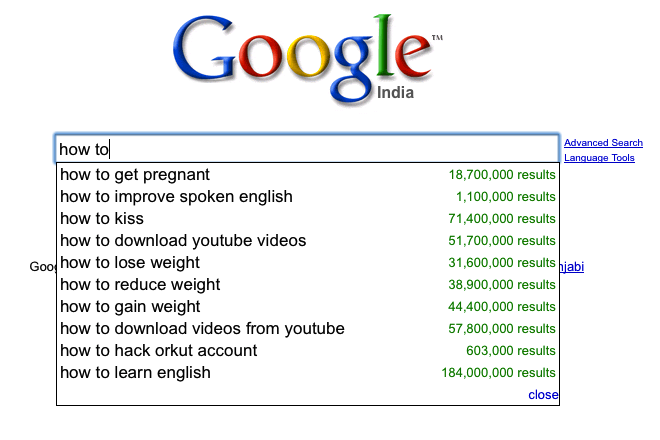 Google™
India
how to
Advanced Search
Language Tools
how to get pregnant 18,700,000 results
how to improve spoken english 1,100,000 results
how to kiss 71,400,000 results
how to download youtube videos 51,700,000 results
how to lose weight 31,600,000 results
how to reduce weight 38,900,000 results
how to gain weight 44,400,000 results
how to download videos from youtube 57,800,000 results
how to hack orkut account 603,000 results
how to learn english 184,000,000 results
close